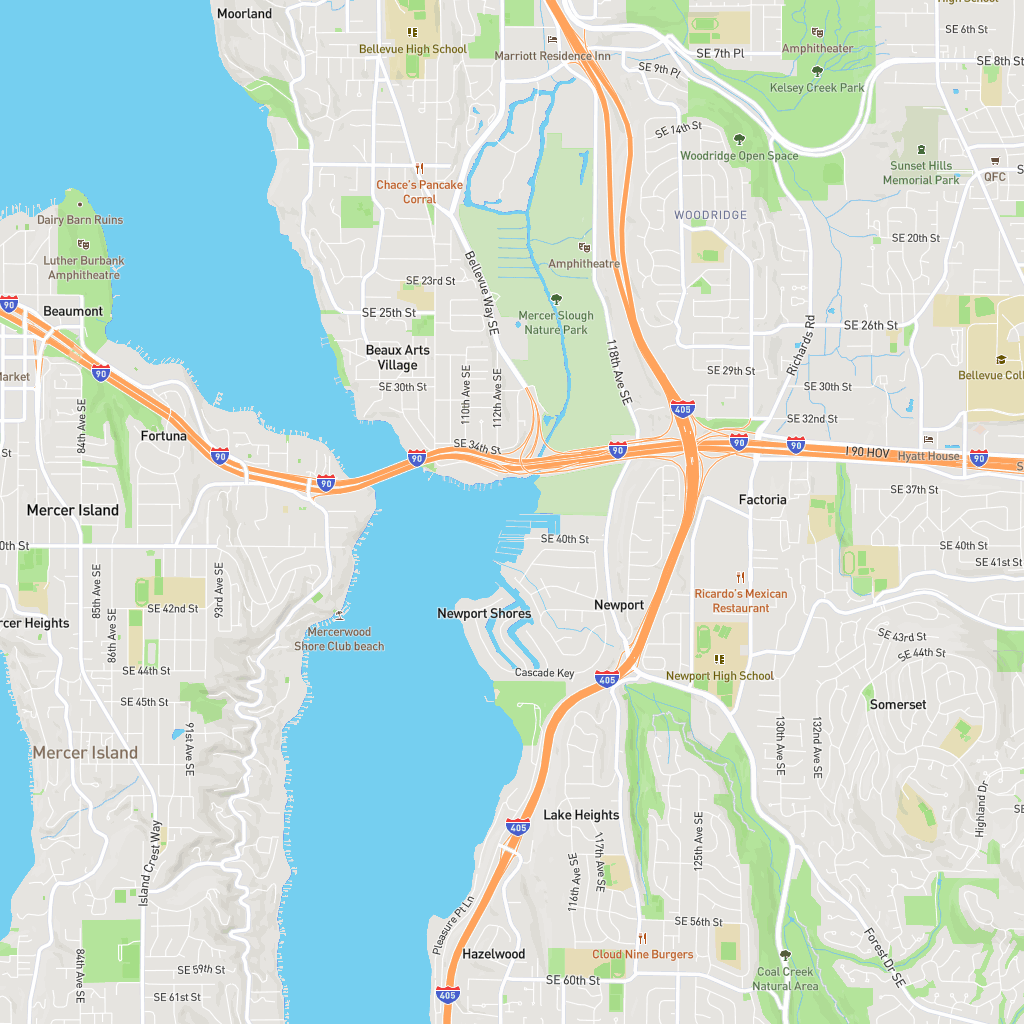 Moorland
High School
SE 6th St
Bellevue High School
Marriott Residence Inn
SE 7th Pl
Amphitheater
SE 9th Pl
SE 8th St
Kelsey Creek Park
SE 14th St
Woodridge Open Space
Sunset Hills
Memorial Park
QFC
S
Chace's Pancake
Corral
Dairy Barn Ruins
WOODRIDGE
SE 20th St
Luther Burbank
Amphitheatre
Bellevue Way SE
Amphitheatre
SE 23rd St
90
Beaumont
SE 25th St
Mercer Slough
Nature Park
SE 26th St
Richards Rd
Beaux Arts
Village
118th Ave SE
Bellevue Coll
Market
90
SE 30th St
110th Ave SE
112th Ave SE
SE 29th St
SE 30th St
84th Ave SE
405
SE 32nd St
Fortuna
SE 34th St
90
90
90
90
90
I 90 HOV
Hyatt House
90
S
St
90
SE 37th St
Mercer Island
Factoria
0th St
SE 40th St
SE 40th St
SE 41st St
85th Ave SE
93rd Ave SE
Ricardo's Mexican
Restaurant
SE 42nd St
86th Ave SE
Newport Shores
Newport
rcer Heights
Mercerwood
Shore Club beach
SE 43rd St
SE 44th St
SE 44th St
Cascade Key
405
Newport High School
SE 45th St
Somerset
91st Ave SE
130th Ave SE
132nd Ave SE
Mercer Island
Highland Dr
Lake Heights
405
125th Ave SE
Island Crest Way
116th Ave SE
117th Ave SE
Pleasure Pt Ln
SE 56th St
Forest Dr SE
Hazelwood
Cloud Nine Burgers
84th Ave SE
SE 59th St
SE 60th St
Coal Creek
Natural Area
SE 61st St
405